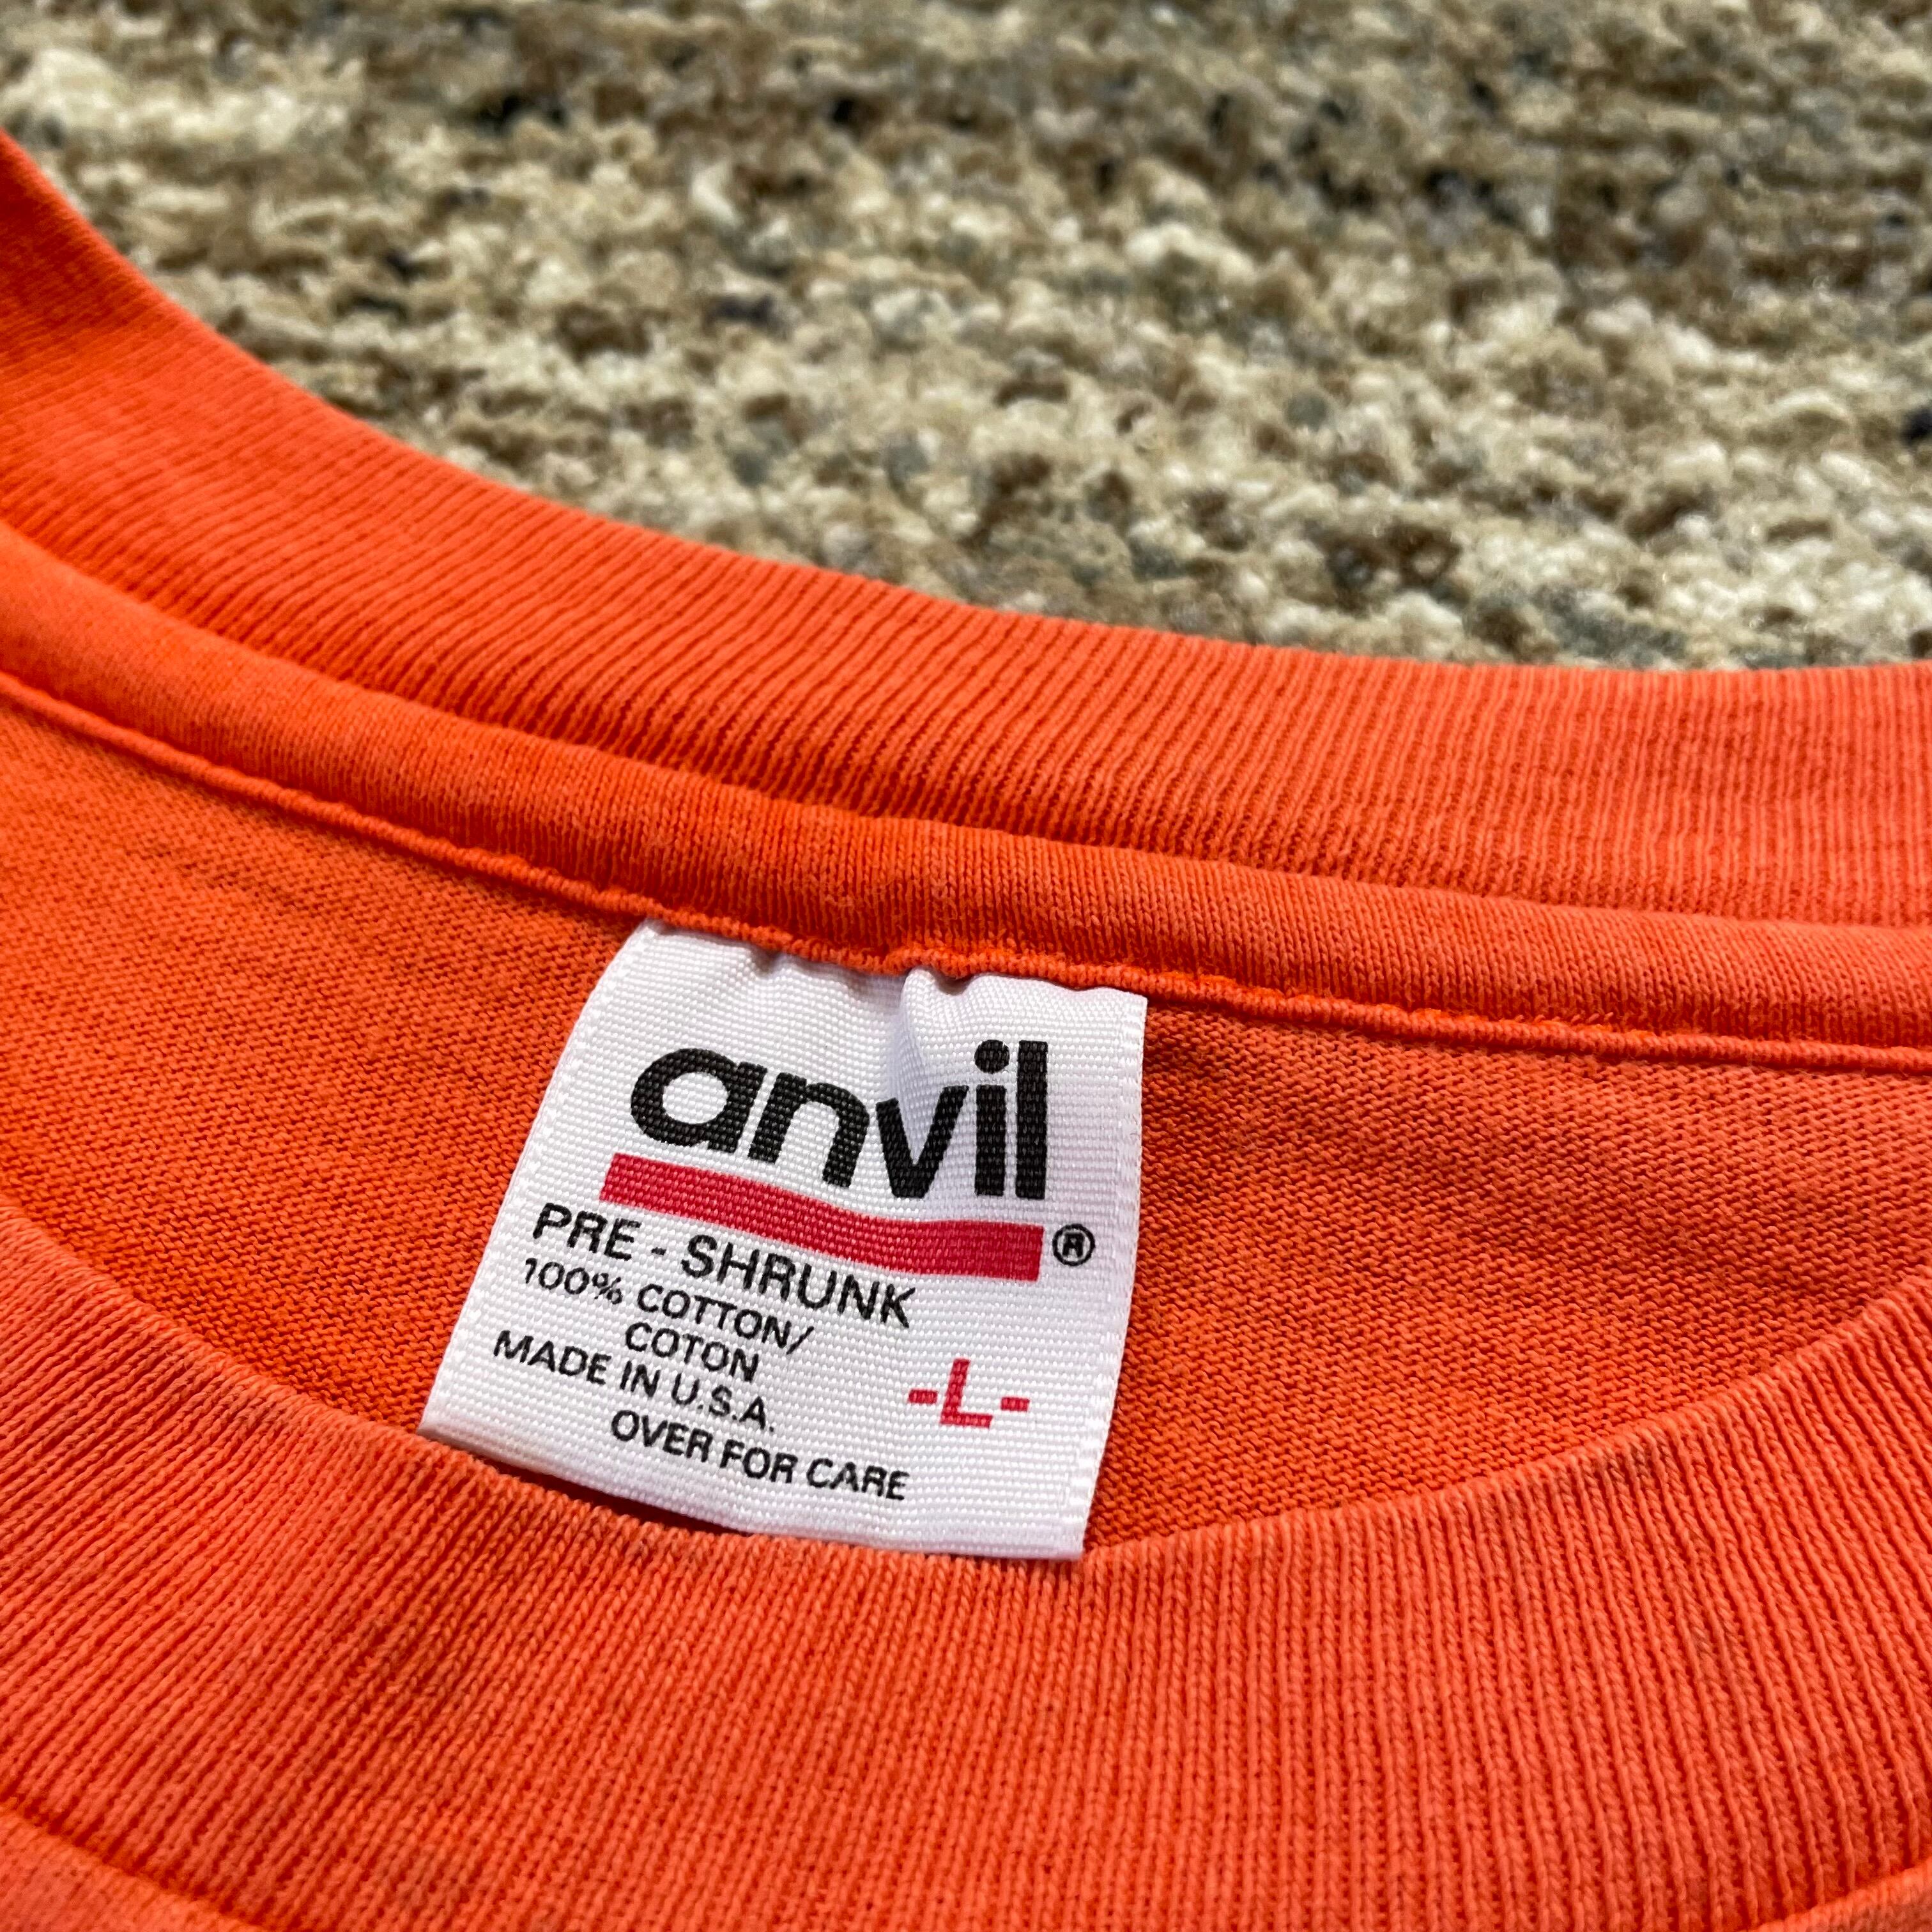 anvil
®
PRE - SHRUNK
100% COTTON/
COTON
MADE IN U.S.A.
-L-
OVER FOR CARE